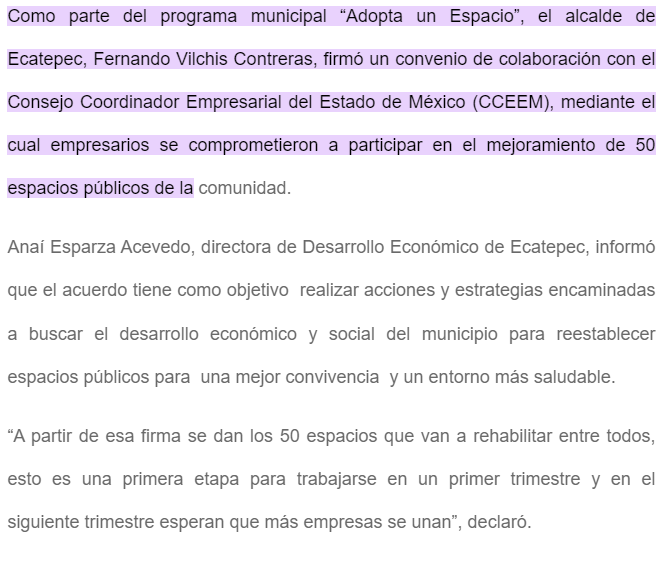 Como parte del programa municipal “Adopta un Espacio”, el alcalde de
Ecatepec, Fernando Vilchis Contreras, firmó un convenio de colaboración con el
Consejo Coordinador Empresarial del Estado de México (CCEEM), mediante el
cual empresarios se comprometieron a participar en el mejoramiento de 50
espacios públicos de la comunidad.
Anaí Esparza Acevedo, directora de Desarrollo Económico de Ecatepec, informó
que el acuerdo tiene como objetivo  realizar acciones y estrategias encaminadas
a buscar el desarrollo económico y social del municipio para reestablecer
espacios públicos para  una mejor convivencia  y un entorno más saludable.
“A partir de esa firma se dan los 50 espacios que van a rehabilitar entre todos,
esto es una primera etapa para trabajarse en un primer trimestre y en el
siguiente trimestre esperan que más empresas se unan”, declaró.